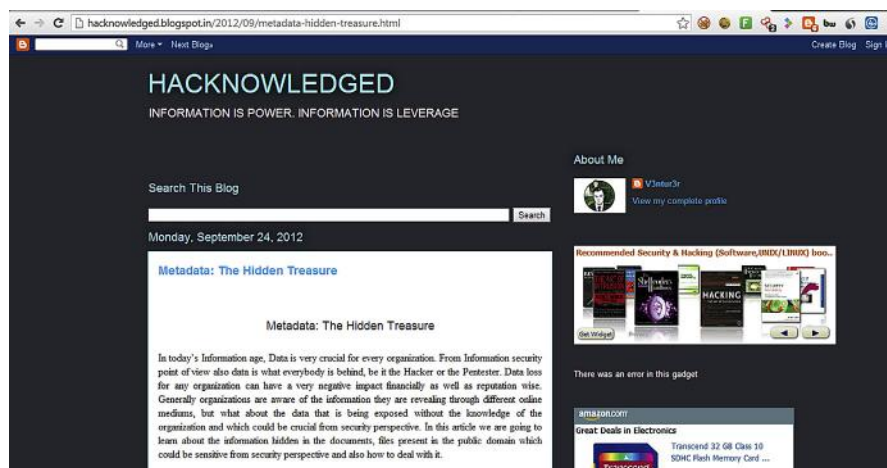 hacknowledged.blogspot.in/2012/09/metadata-hidden-treasure.html
More Next Blog»
Create Blog Sign
HACKNOWLEDGED
INFORMATION IS POWER. INFORMATION IS LEVERAGE
Search This Blog
Search
Monday, September 24, 2012
Metadata: The Hidden Treasure
Metadata: The Hidden Treasure
In today's Information age, Data is very crucial for every organization. From Information security
point of view also data is what everybody is behind, be it the Hacker or the Pentester. Data loss
for any organization can have a very negative impact financially as well as reputation wise.
Generally organizations are aware of the information they are revealing through different online
mediums, but what about the data that is being exposed without the knowledge of the
organization and which could be crucial from security perspective. In this article we are going to
learn about the information hidden in the documents, files present in the public domain which
could be sensitive from security perspective and also how to deal with it.
About Me
V3ntur3r
View my complete profile
Recommended Security & Hacking (Software,UNIX/LINUX) boo..
HACKING
Get Widget
There was an error in this gadget
amazon.com
Great Deals in Electronics
Transcend 32 GB Class 10
SDHC Flash Memory Card ...
Transcend